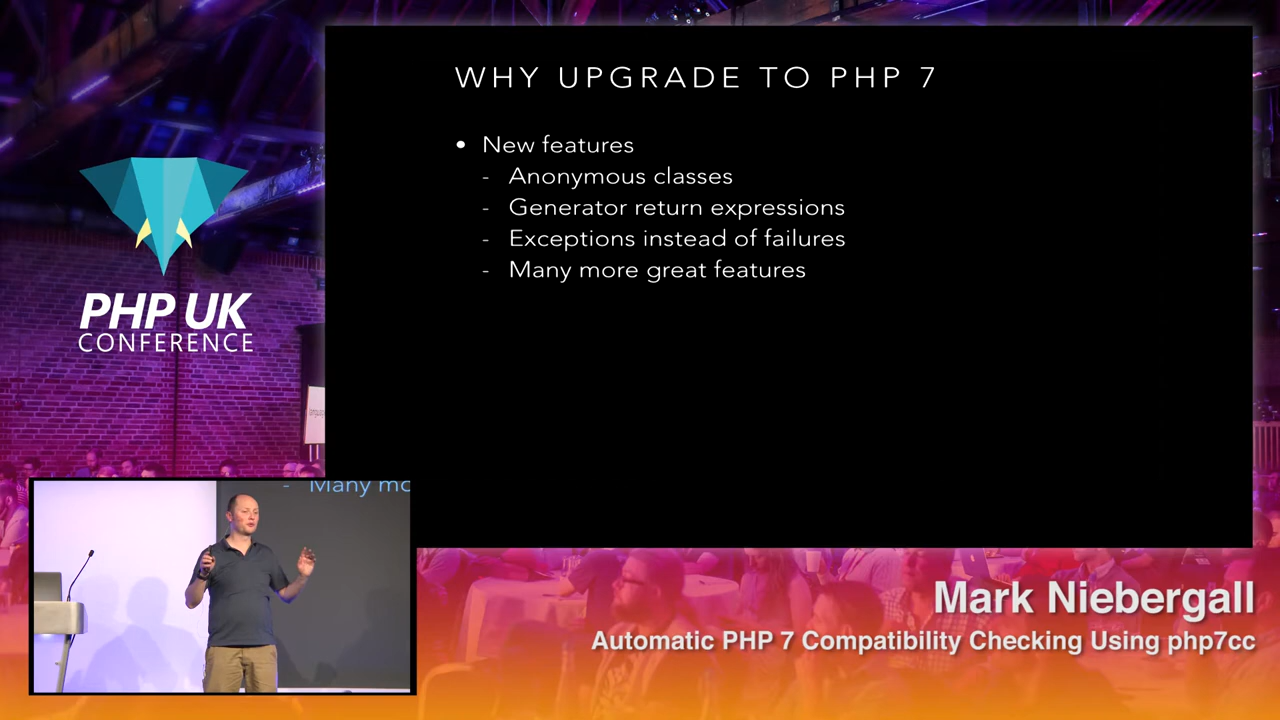 WHY UPGRADE TO PHP 7
• New features
- Anonymous classes
- Generator return expressions
- Exceptions instead of failures
- Many more great features
PHP UK
CONFERENCE
- Many mo
Mark Niebergall
Automatic PHP 7 Compatibility Checking Using php7cc